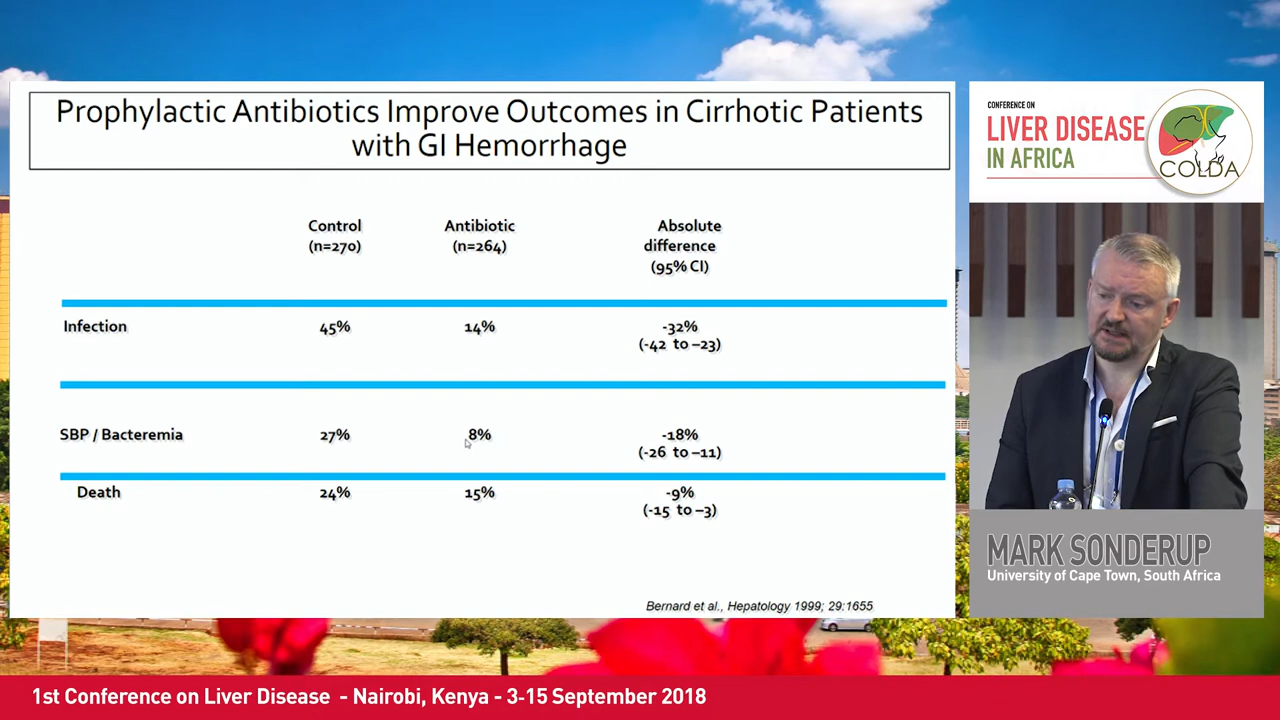 Prophylactic Antibiotics Improve Outcomes in Cirrhotic Patients
with GI Hemorrhage
Control
(n=270)
Antibiotic
(n=264)
Absolute
difference
(95% CI)
Infection 45% 14% -32%
(-42 to –23)
SBP / Bacteremia 27% 8% -18%
(-26 to –11)
Death 24% 15% -9%
(-15 to –3)
Bernard et al., Hepatology 1999; 29:1655
CONFERENCE ON
LIVER DISEASE
IN AFRICA
COLDA
MARK SONDERUP
University of Cape Town, South Africa
1st Conference on Liver Disease - Nairobi, Kenya - 3-15 September 2018